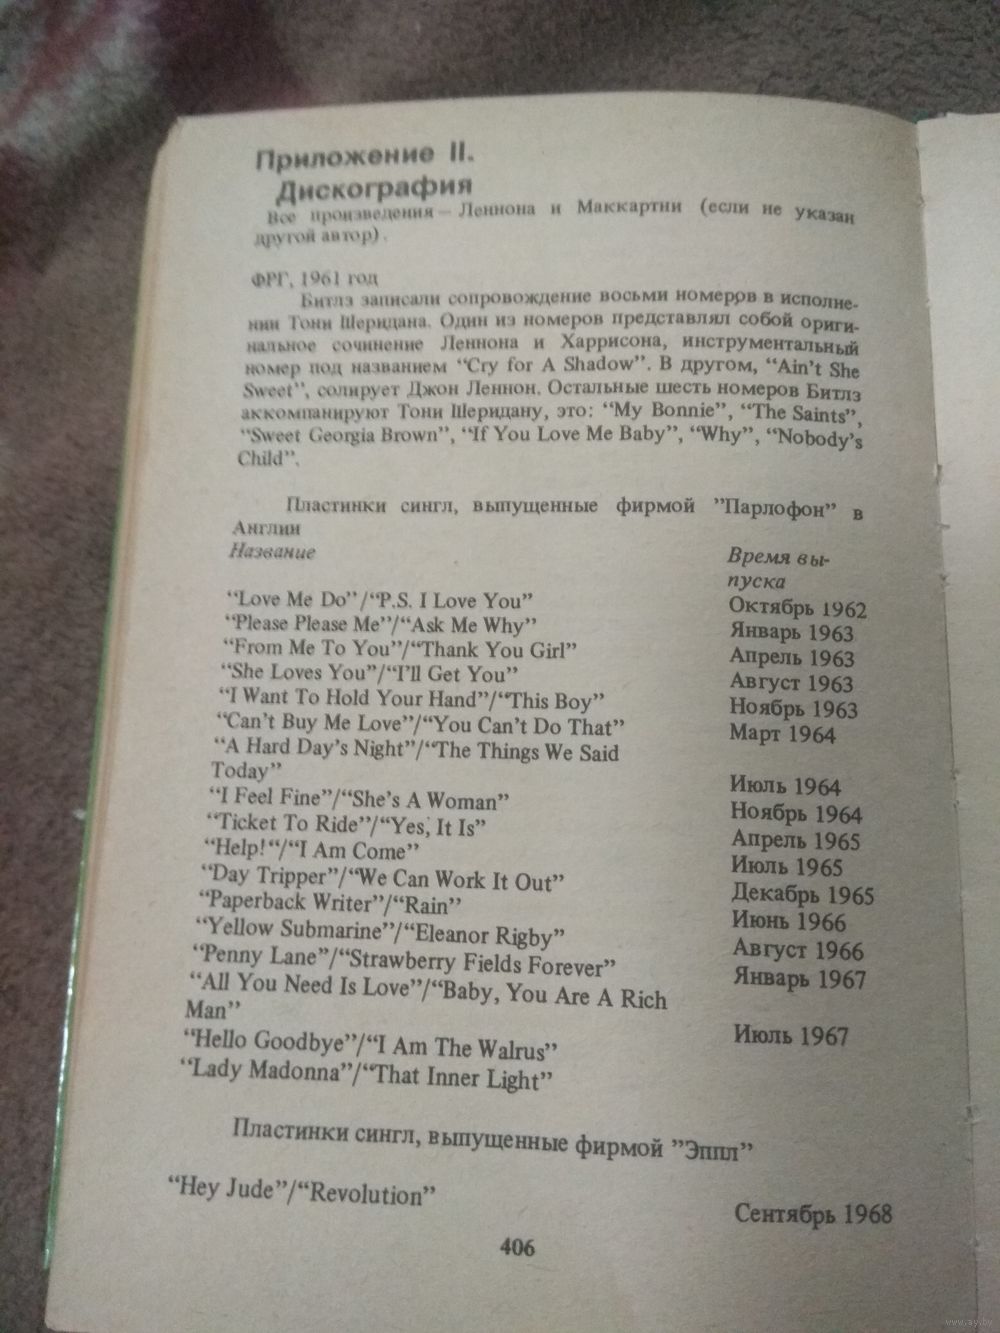 Приложение II.
Дискография
Все произведения — Леннона и Маккартни (если не указан
другой автор).
ФРГ, 1961 год
Битлз записали сопровождение восьми номеров в исполне-
нии Тони Шеридана. Один из номеров представлял собой ориги-
нальное сочинение Леннона и Харрисона, инструментальный
номер под названием “Cry for A Shadow”. В другом, “Ain’t She
Sweet”, солирует Джон Леннон. Остальные шесть номеров Битлз
аккомпанируют Тони Шеридану, это: “My Bonnie”, “The Saints”,
“Sweet Georgia Brown”, “If You Love Me Baby”, “Why”, “Nobody’s
Child”.
Пластинки сингл, выпущенные фирмой ”Парлофон” в
Англии
Название Время вы-
пуска
“Love Me Do”/“P.S. I Love You” Октябрь 1962
“Please Please Me”/“Ask Me Why” Январь 1963
“From Me To You”/“Thank You Girl” Апрель 1963
“She Loves You”/“I’ll Get You” Август 1963
“I Want To Hold Your Hand”/“This Boy” Ноябрь 1963
“Can’t Buy Me Love”/“You Can’t Do That” Март 1964
“A Hard Day’s Night”/“The Things We Said
Today” Июль 1964
“I Feel Fine”/“She’s A Woman” Ноябрь 1964
“Ticket To Ride”/“Yes, It Is” Апрель 1965
“Help!“/“I Am Come” Июль 1965
“Day Tripper”/“We Can Work It Out” Декабрь 1965
“Paperback Writer”/“Rain” Июнь 1966
“Yellow Submarine”/“Eleanor Rigby” Август 1966
“Penny Lane”/“Strawberry Fields Forever” Январь 1967
“All You Need Is Love”/“Baby, You Are A Rich
Man” Июль 1967
“Hello Goodbye”/“I Am The Walrus”
“Lady Madonna”/“That Inner Light”
Пластинки сингл, выпущенные фирмой ”Эппл”
“Hey Jude”/“Revolution” Сентябрь 1968
406
www.ay.by